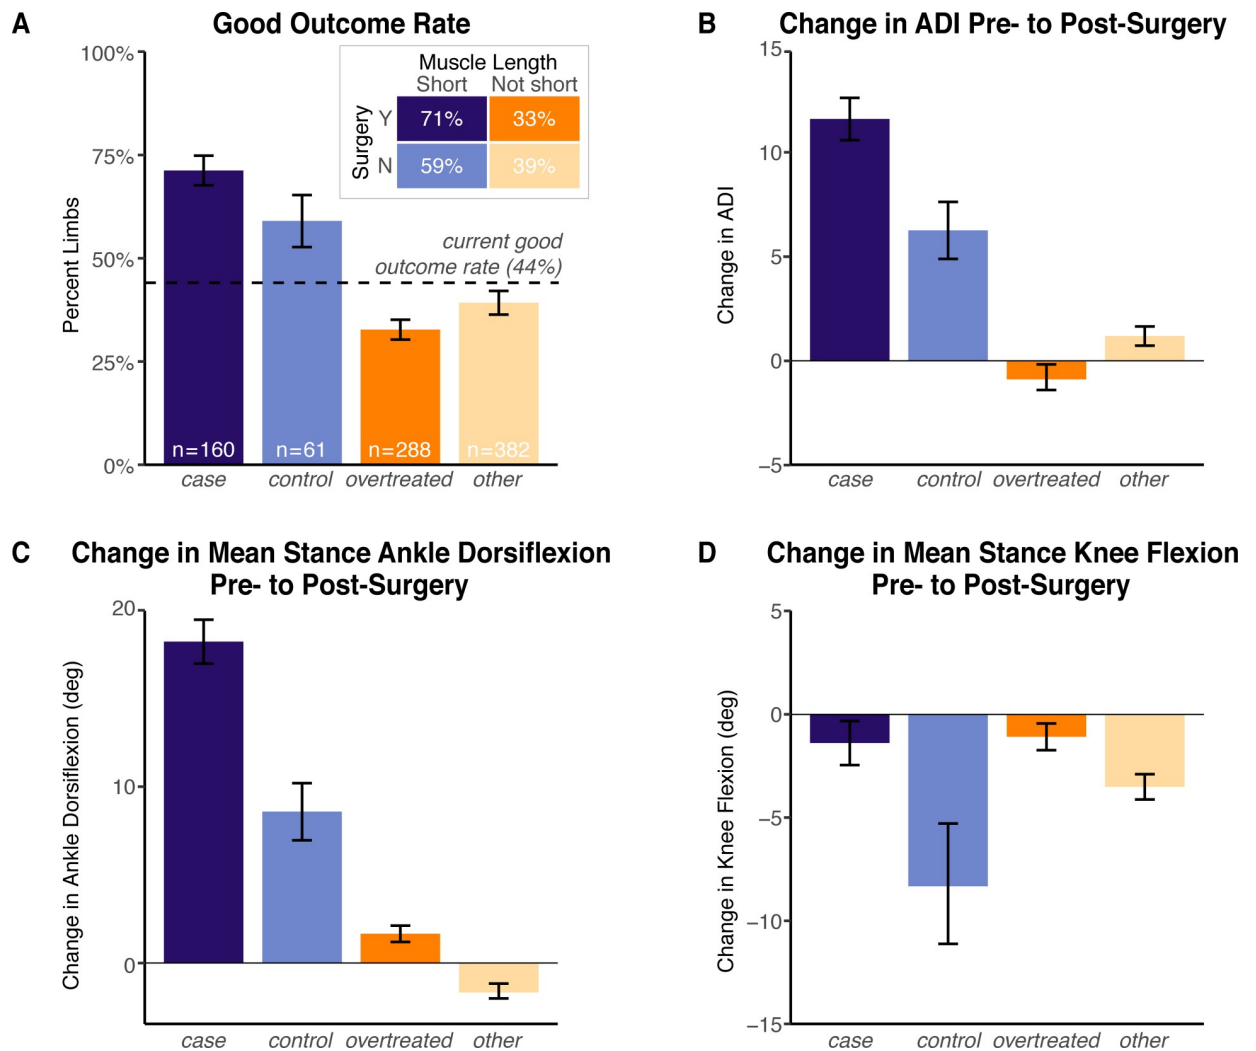 A
Good Outcome Rate
100%
75%
50%
25%
0%
Percent Limbs
Muscle Length
Short Not short
Surgery
Y 71% 33%
N 59% 39%
current good
outcome rate (44%)
n=160 n=61 n=288 n=382
case control overtreated other
B
Change in ADI Pre- to Post-Surgery
15
10
5
0
−5
Change in ADI
case control overtreated other
C
Change in Mean Stance Ankle Dorsiflexion
Pre- to Post-Surgery
20
10
0
Change in Ankle Dorsiflexion (deg)
case control overtreated other
D
Change in Mean Stance Knee Flexion
Pre- to Post-Surgery
5
0
−5
−10
−15
Change in Knee Flexion (deg)
case control overtreated other